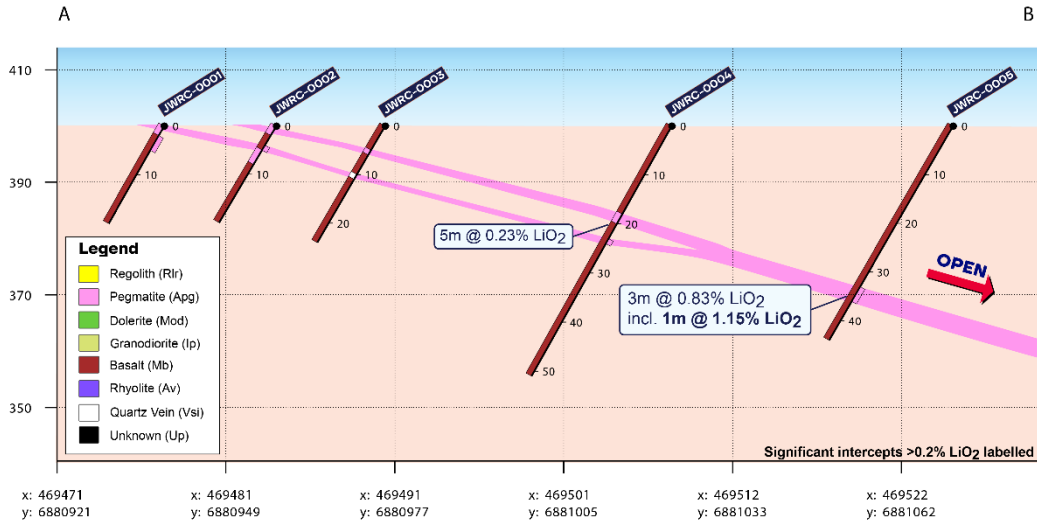 A
B
410
390
370
350
JWRC-0001
JWRC-0002
JWRC-0003
JWRC-0004
JWRC-0005
0
10
0
10
0
10
20
0
10
20
30
40
50
0
10
20
30
40
5m @ 0.23% LiO2
3m @ 0.83% LiO2
incl. 1m @ 1.15% LiO2
OPEN
Legend
Regolith (Rlr)
Pegmatite (Apg)
Dolerite (Mod)
Granodiorite (Ip)
Basalt (Mb)
Rhyolite (Av)
Quartz Vein (Vsi)
Unknown (Up)
Significant intercepts >0.2% LiO2 labelled
x: 469471
y: 6880921
x: 469481
y: 6880949
x: 469491
y: 6880977
x: 469501
y: 6881005
x: 469512
y: 6881033
x: 469522
y: 6881062